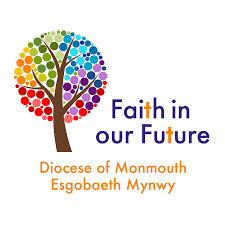 Faith in
our Future
Diocese of Monmouth
Esgobaeth Mynwy